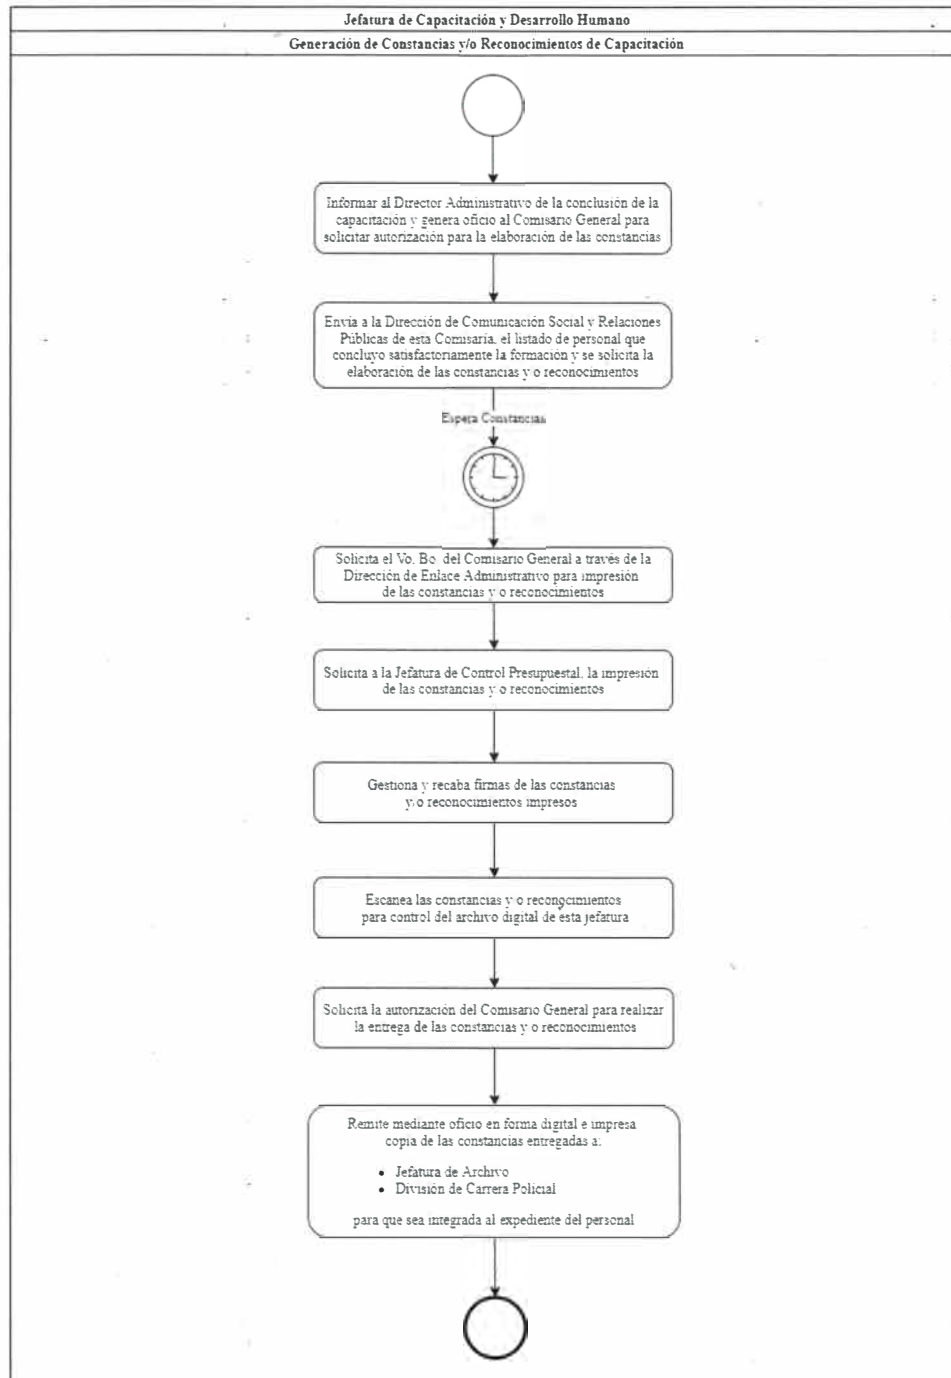 Jefatura de Capacitación y Desarrollo Humano
Generación de Constancias y/o Reconocimientos de Capacitación
Informar al Director Administrativo de la conclusión de la
capacitación y genera oficio al Comisario General para
solicitar autorización para la elaboración de las constancias
Envía a la Dirección de Comunicación Social y Relaciones
Públicas de esta Comisaría, el listado de personal que
concluyo satisfactoriamente la formación y se solicita la
elaboración de las constancias y o reconocimientos
Espera Constancias
Solicita el Vo. Bo. del Comisario General a través de la
Dirección de Enlace Administrativo para impresión
de las constancias y o reconocimientos
Solicita a la Jefatura de Control Presupuestal, la impresión
de las constancias y o reconocimientos
Gestiona y recaba firmas de las constancias
y/o reconocimientos impresos
Escanea las constancias y o reconocimientos
para control del archivo digital de esta jefatura
Solicita la autorización del Comisario General para realizar
la entrega de las constancias y o reconocimientos
Remite mediante oficio en forma digital e impresa
copia de las constancias entregadas a:
• Jefatura de Archivo
• División de Carrera Policial
para que sea integrada al expediente del personal